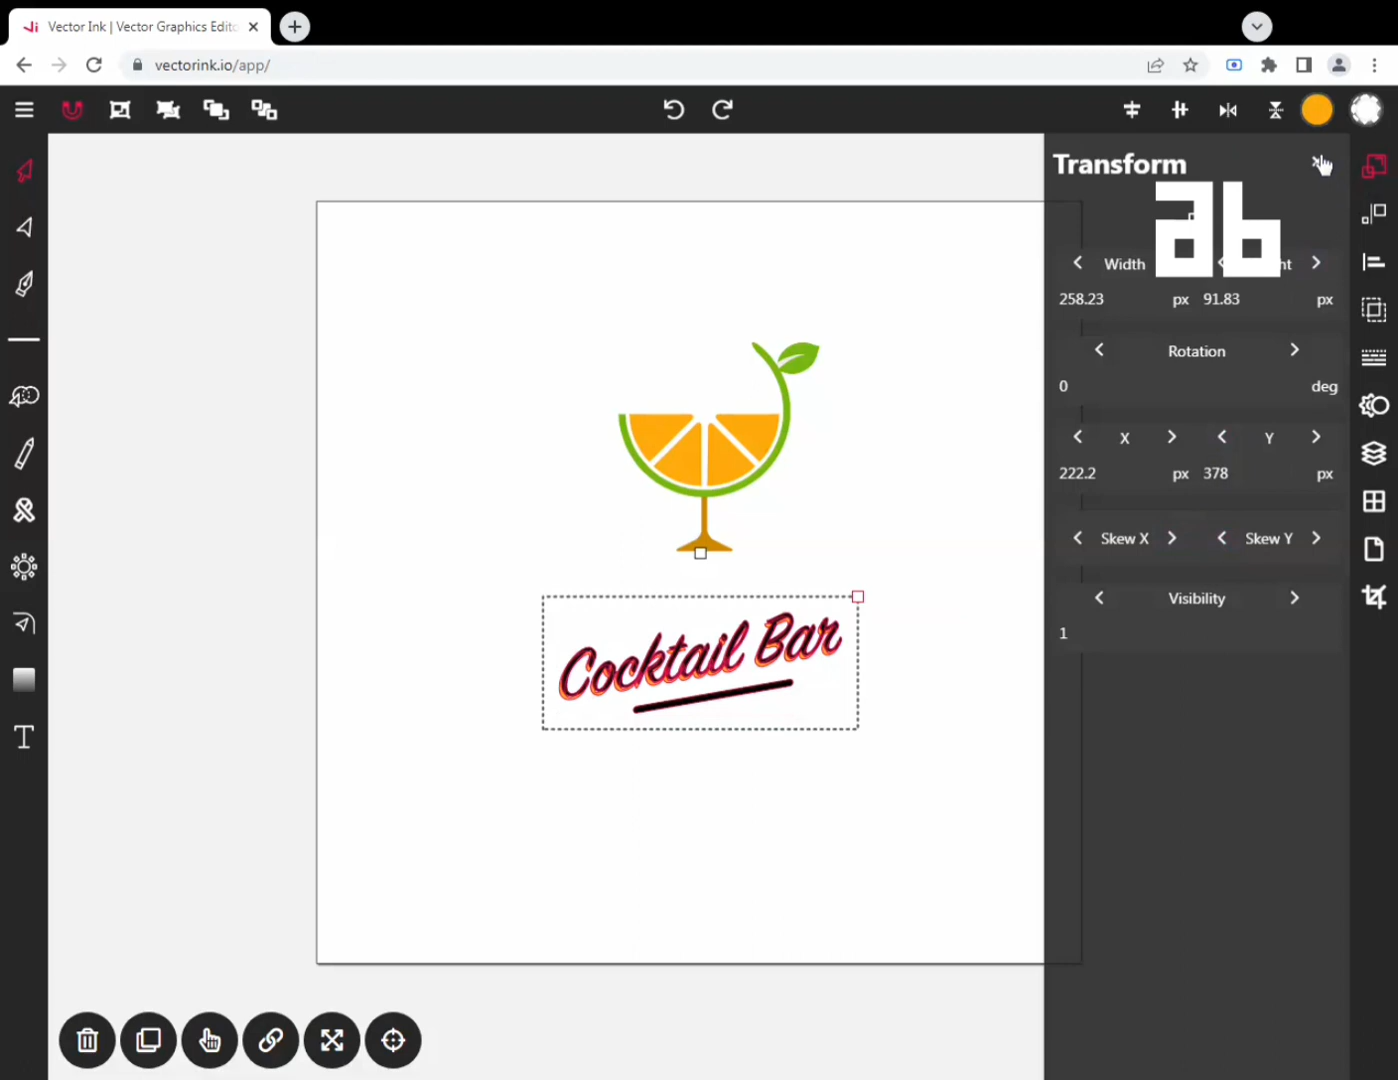 Vector Ink | Vector Graphics Edito
vectorink.io/app/
Transform
ab
Width
258.23 px 91.83 px
Rotation
0 deg
X Y
222.2 px 378 px
Skew X Skew Y
Visibility
1
Cocktail Bar
T